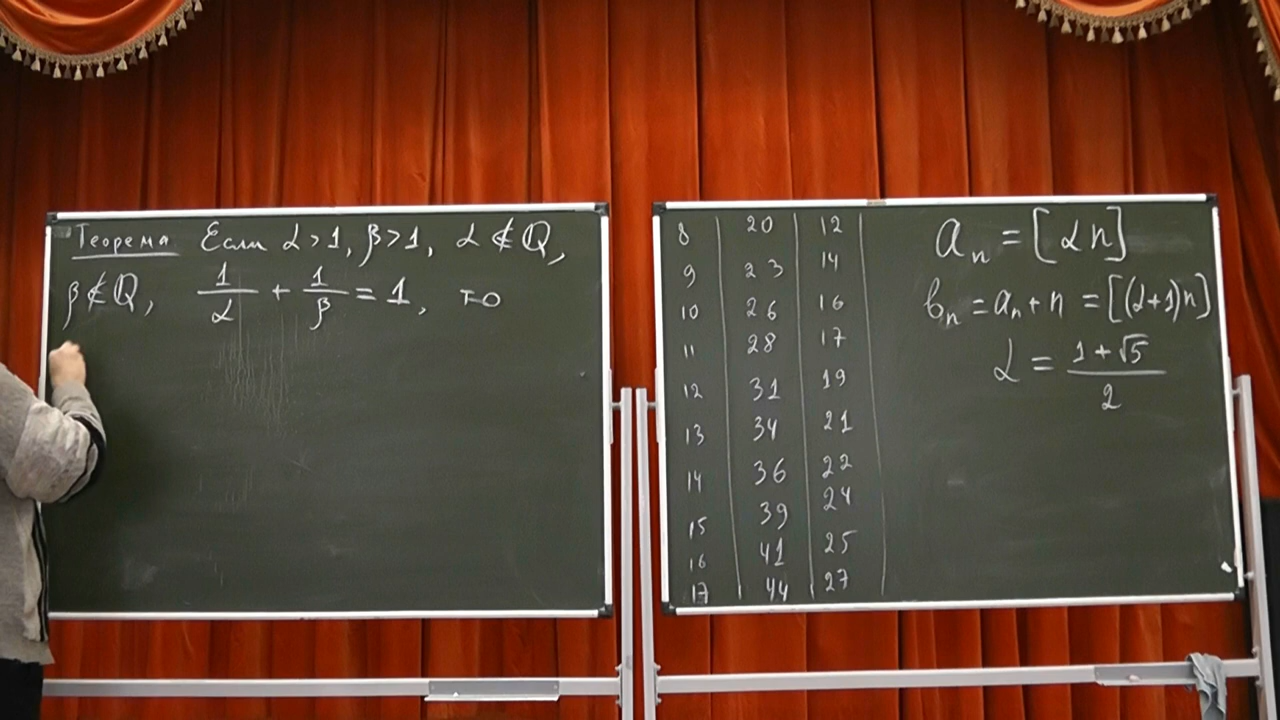 Теорема Если α > 1, β > 1, α ∉ ℚ,
β ∉ ℚ, 1/α + 1/β = 1, то
8 20 12
9 23 14
10 26 16
11 28 17
12 31 19
13 34 21
14 36 22
15 39 24
16 41 25
17 44 27
aₙ = [αn]
bₙ = aₙ + n = [(α+1)n]
α = (1 + √5)/2